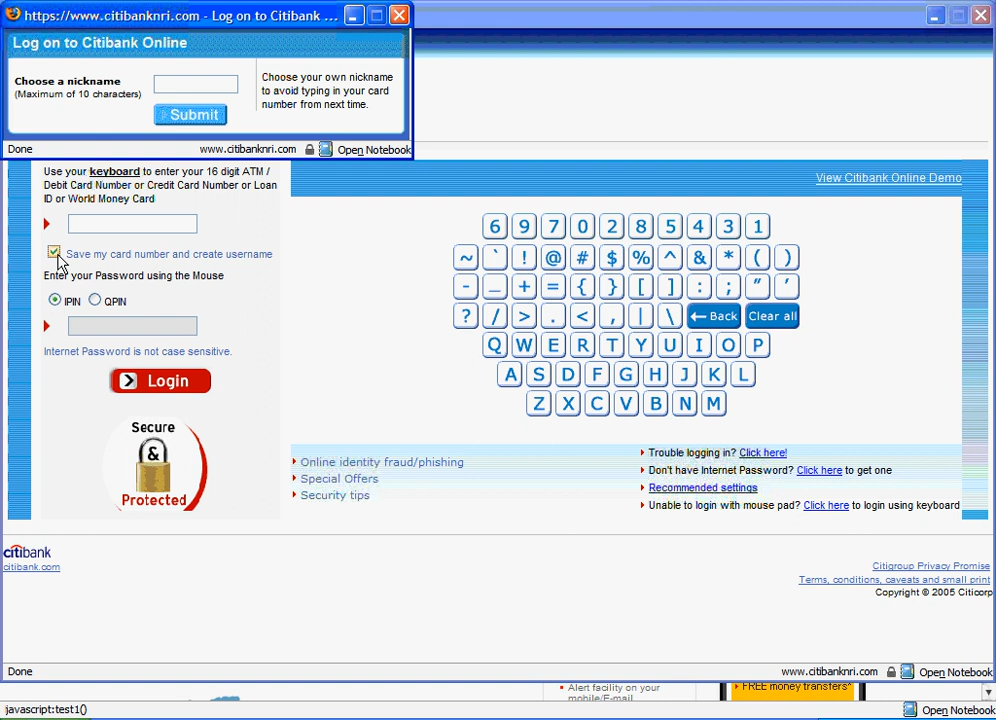 https://www.citibanknri.com - Log on to Citibank ...
Log on to Citibank Online
Choose a nickname
(Maximum of 10 characters)
Submit
Choose your own nickname
to avoid typing in your card
number from next time.
Done
www.citibanknri.com
Open Notebook
Use your keyboard to enter your 16 digit ATM /
Debit Card Number or Credit Card Number or Loan
ID or World Money Card
Save my card number and create username
Enter your Password using the Mouse
IPIN
QPIN
Internet Password is not case sensitive.
Login
Secure
&
Protected
View Citibank Online Demo
6 9 7 0 2 8 5 4 3 1
~ ` ! @ # $ % ^ & * ( )
- _ + = { } [ ] : ; " '
? / > . < , | \ Back Clear all
Q W E R T Y U I O P
A S D F G H J K L
Z X C V B N M
Online identity fraud/phishing
Special Offers
Security tips
Trouble logging in? Click here!
Don't have Internet Password? Click here to get one
Recommended settings
Unable to login with mouse pad? Click here to login using keyboard
citibank
citibank.com
Citigroup Privacy Promise
Terms, conditions, caveats and small print
Copyright © 2005 Citicorp
Done
www.citibanknri.com
Open Notebook
Alert facility on your
mobile/E-mail
FREE money transfers*
javascript:test1()
Open Notebook